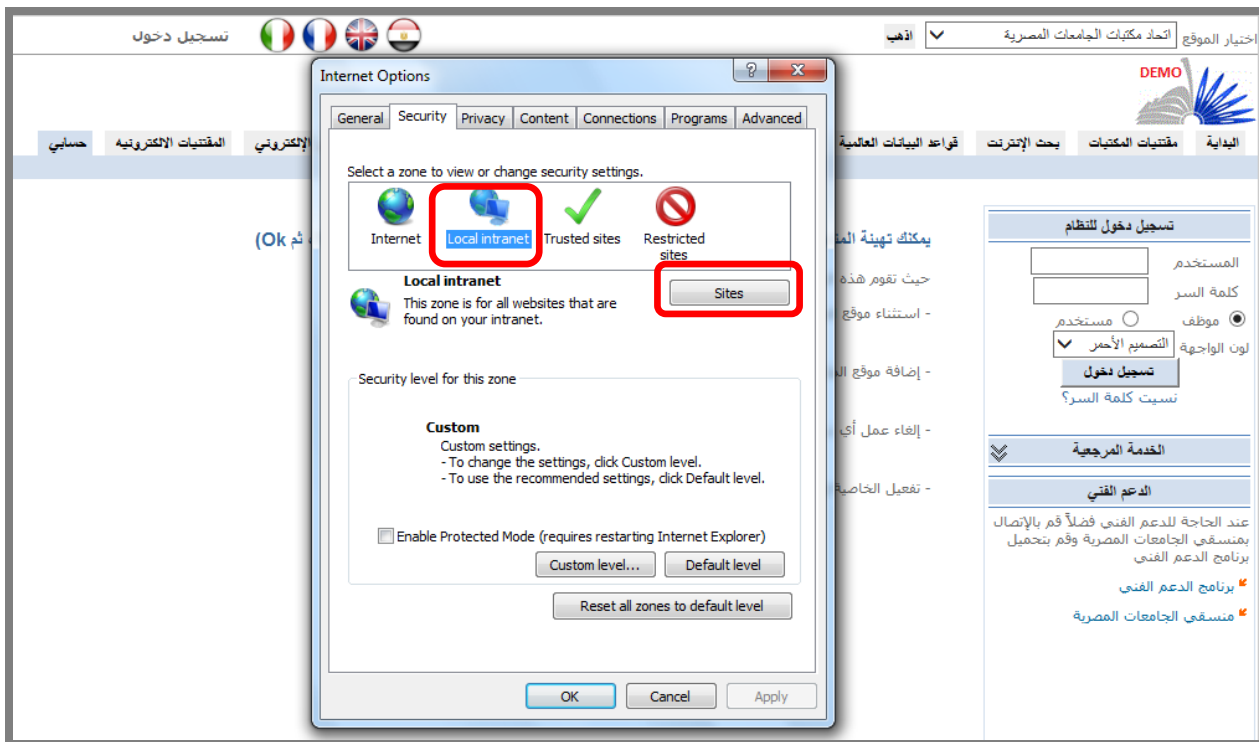 اختيار الموقع اتحاد مكتبات الجامعات المصرية اذهب
تسجيل دخول
DEMO
البداية مقتنيات المكتبات بحث الإنترنت قواعد البيانات العالمية الإلكتروني المقتنيات الالكترونيه حسابي
تسجيل دخول للنظام
المستخدم
كلمة السر
موظف مستخدم
لون الواجهة التصميم الأحمر
تسجيل دخول
نسيت كلمة السر؟
الخدمة المرجعية
الدعم الفني
عند الحاجة للدعم الفني فضلاً قم بالإتصال
بمنسقي الجامعات المصرية وقم بتحميل
برنامج الدعم الفني
برنامج الدعم الفني
منسقي الجامعات المصرية
يمكنك تهيئة ثم Ok)
حيث تقوم هذه
- استثناء موقع
- إضافة موقع
- إلغاء عمل أي
- تفعيل الخاصية
Internet Options
General Security Privacy Content Connections Programs Advanced
Select a zone to view or change security settings.
Internet Local intranet Trusted sites Restricted
sites
Local intranet
Sites
This zone is for all websites that are
found on your intranet.
Security level for this zone
Custom
Custom settings.
- To change the settings, click Custom level.
- To use the recommended settings, click Default level.
Enable Protected Mode (requires restarting Internet Explorer)
Custom level... Default level
Reset all zones to default level
OK Cancel Apply